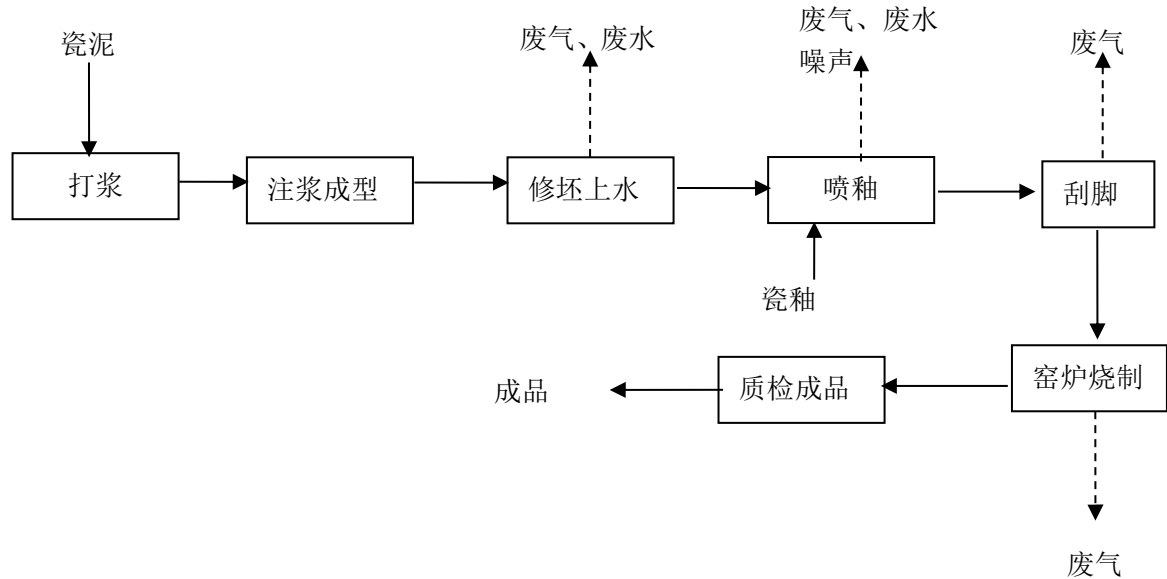 瓷泥
废气、废水
废气、废水
噪声
废气
打浆
注浆成型
修坯上水
喷釉
刮脚
瓷釉
成品
质检成品
窑炉烧制
废气